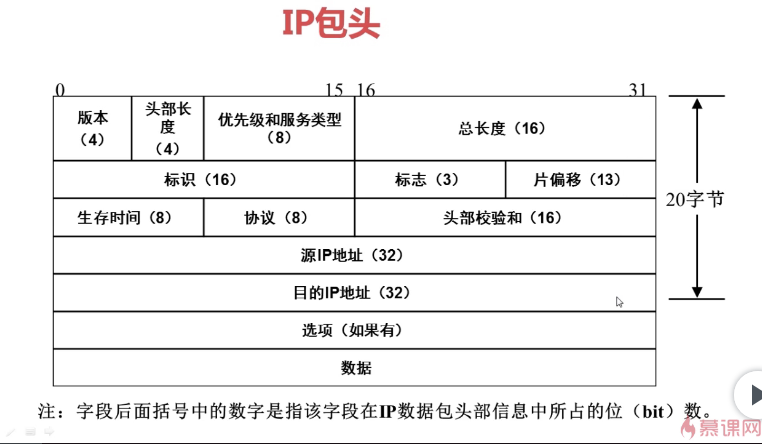 IP包头
0 15 16 31
版本
（4）
头部长
度
（4）
优先级和服务类型
（8）
总长度（16）
标识（16）
标志（3）
片偏移（13）
20字节
生存时间（8）
协议（8）
头部校验和（16）
源IP地址（32）
目的IP地址（32）
选项（如果有）
数据
注：字段后面括号中的数字是指该字段在IP数据包头部信息中所占的位（bit）数。
慕课网